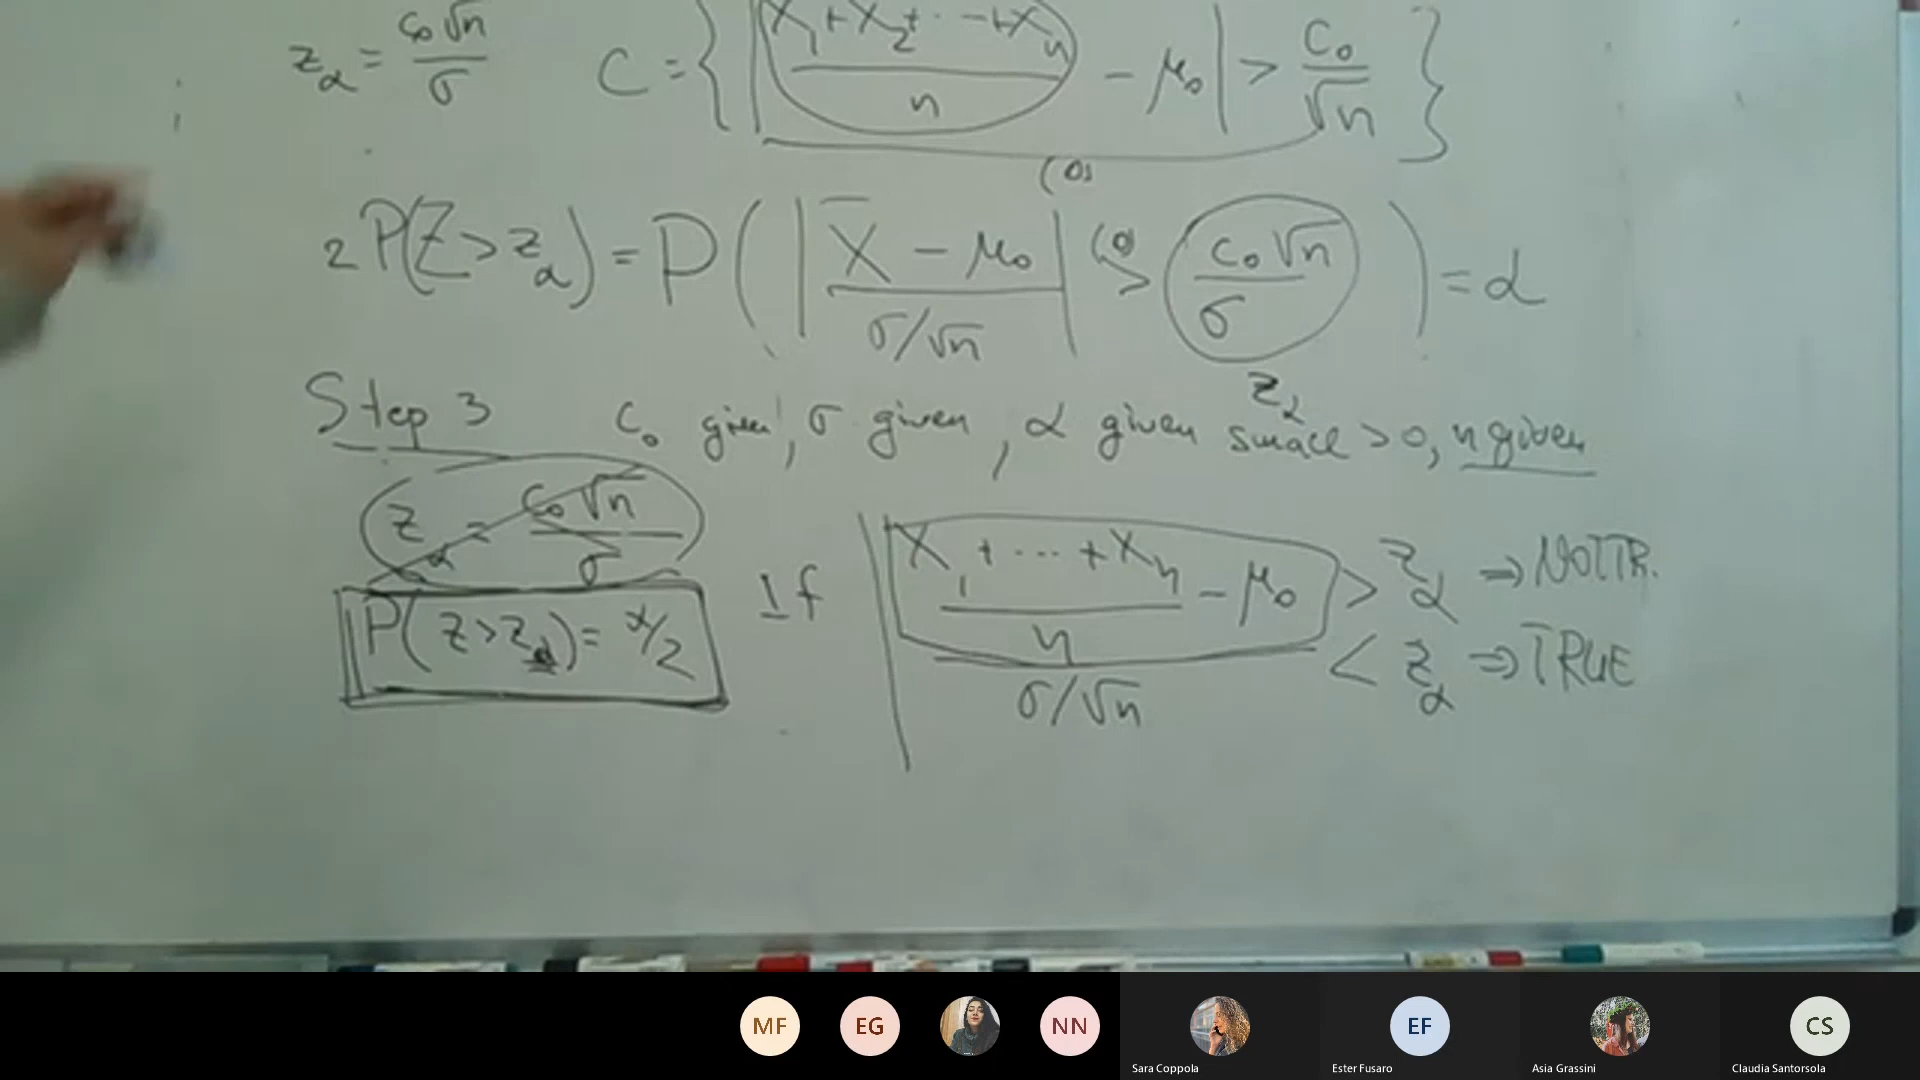 z_α = c₀√n / σ   C = { | (X₁+X₂+···+Xₙ) / n − μ₀ | > c₀ / √n }
(0)
2P(Z > z_α) = P( | (X̄ − μ₀) / (σ/√n) | >(0) c₀√n / σ ) = α
z_α
Step 3   c₀ given, σ given, α given small > 0, n given
z_α = c₀√n / σ
If | ((X₁+···+Xₙ) / n − μ₀) / (σ/√n) | > z_α ⇒ NOT TR.
P(Z > z_α) = α/2   < z_α ⇒ TRUE
MF EG NN EF CS
Sara Coppola Ester Fusaro Asia Grassini Claudia Santorsola